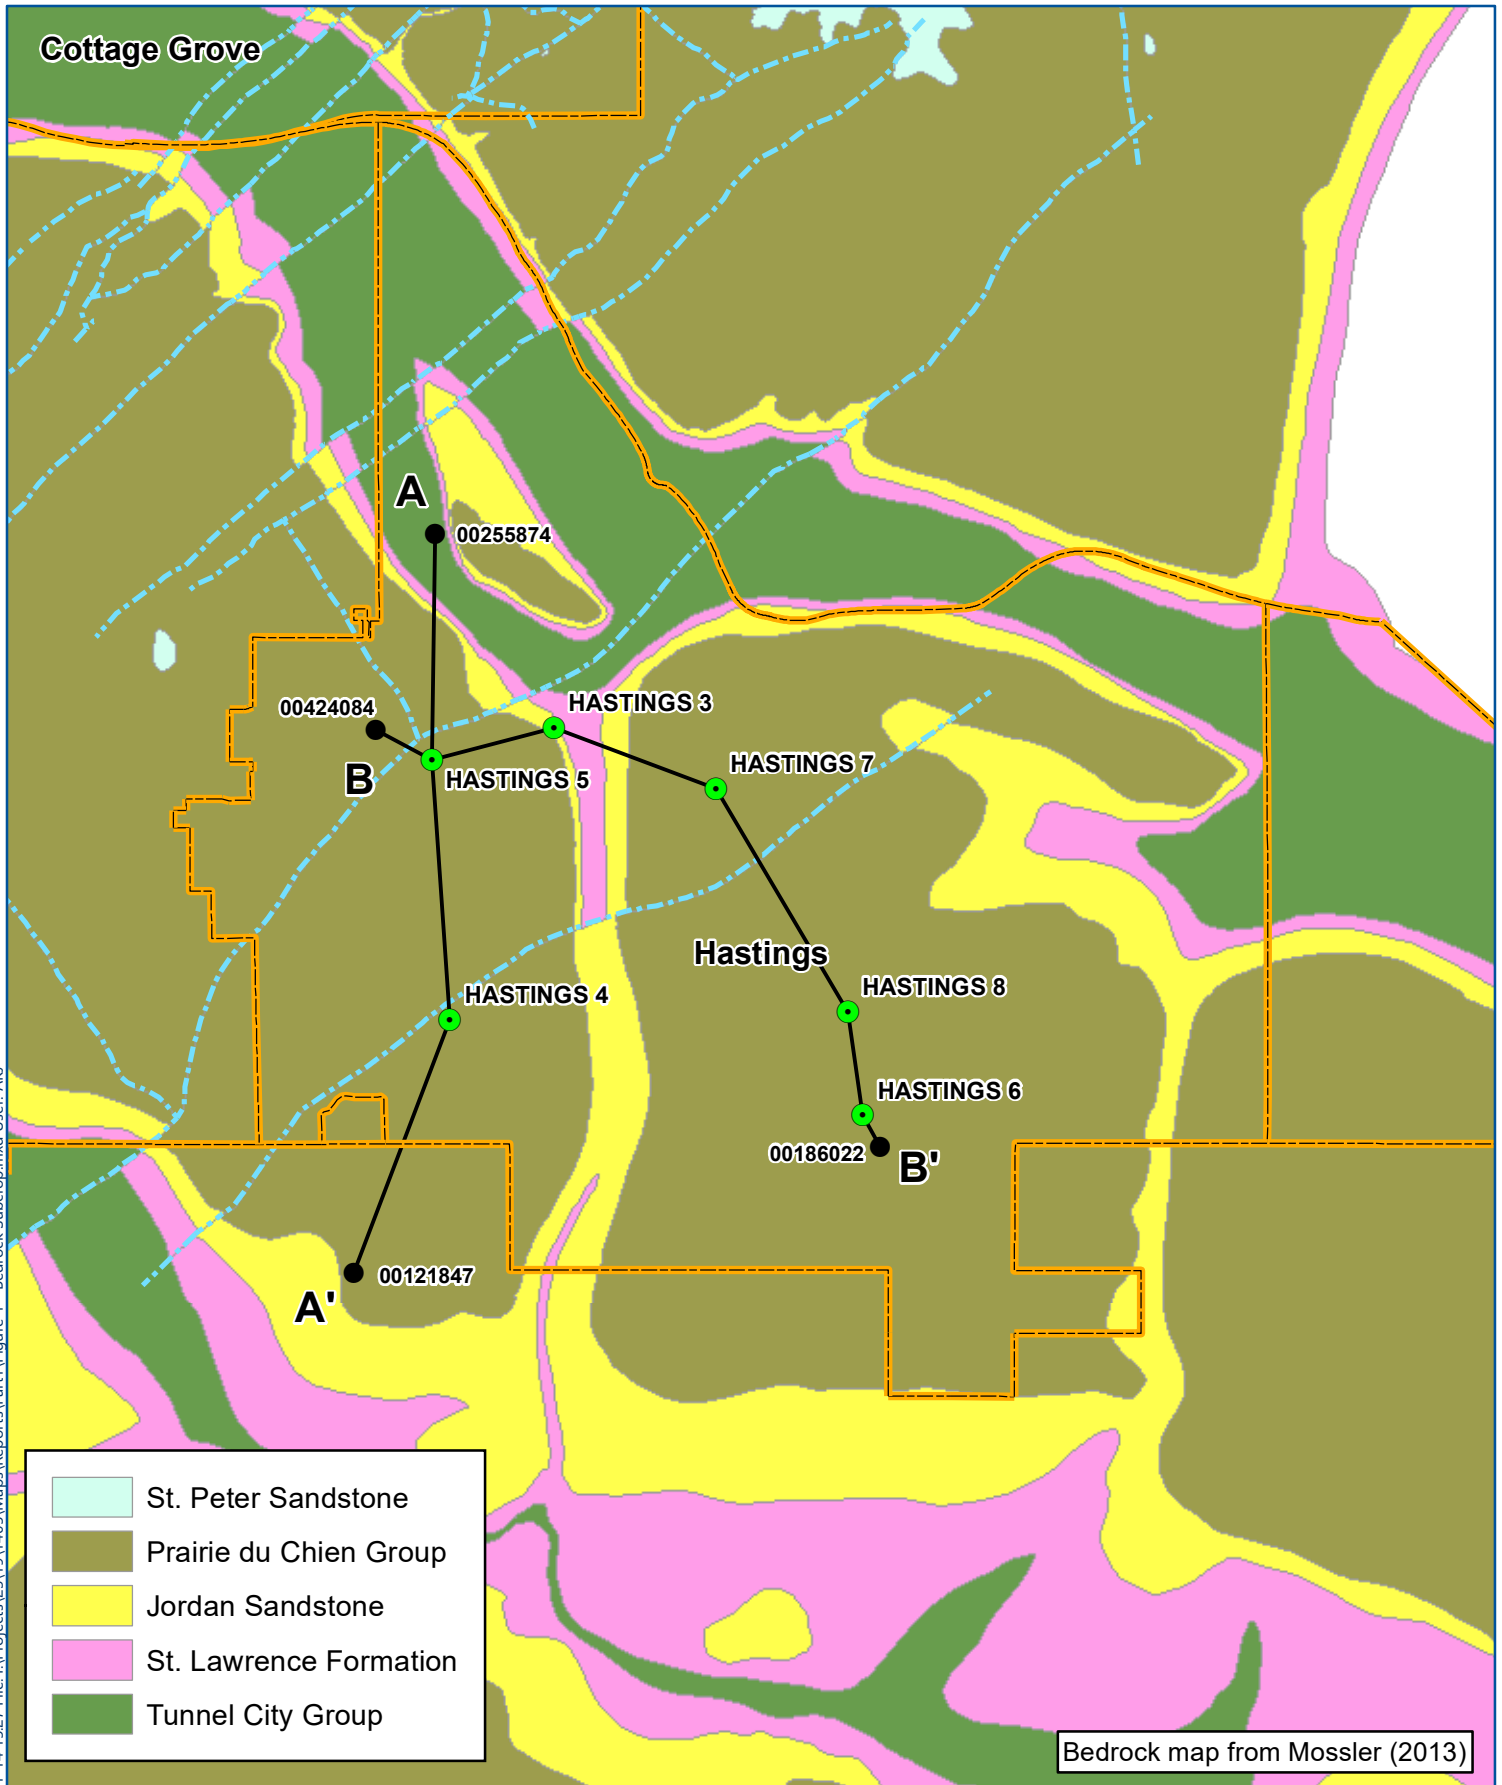 Cottage Grove
A
00255874
HASTINGS 3
00424084
B
HASTINGS 5
HASTINGS 7
Hastings
HASTINGS 8
HASTINGS 4
HASTINGS 6
00186022
B'
00121847
A'
St. Peter Sandstone
Prairie du Chien Group
Jordan Sandstone
St. Lawrence Formation
Tunnel City Group
Bedrock map from Mossler (2013)